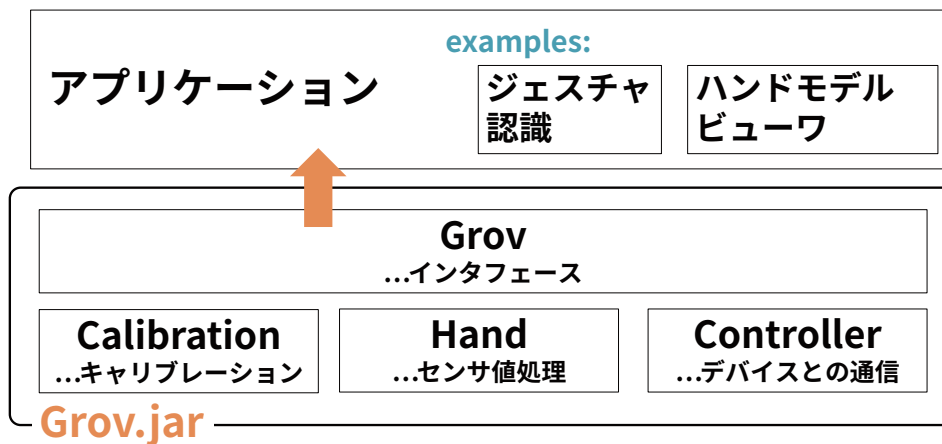 examples:
アプリケーション
ジェスチャ
認識
ハンドモデル
ビューワ
Grov
…インタフェース
Calibration
…キャリブレーション
Hand
…センサ値処理
Controller
…デバイスとの通信
Grov.jar